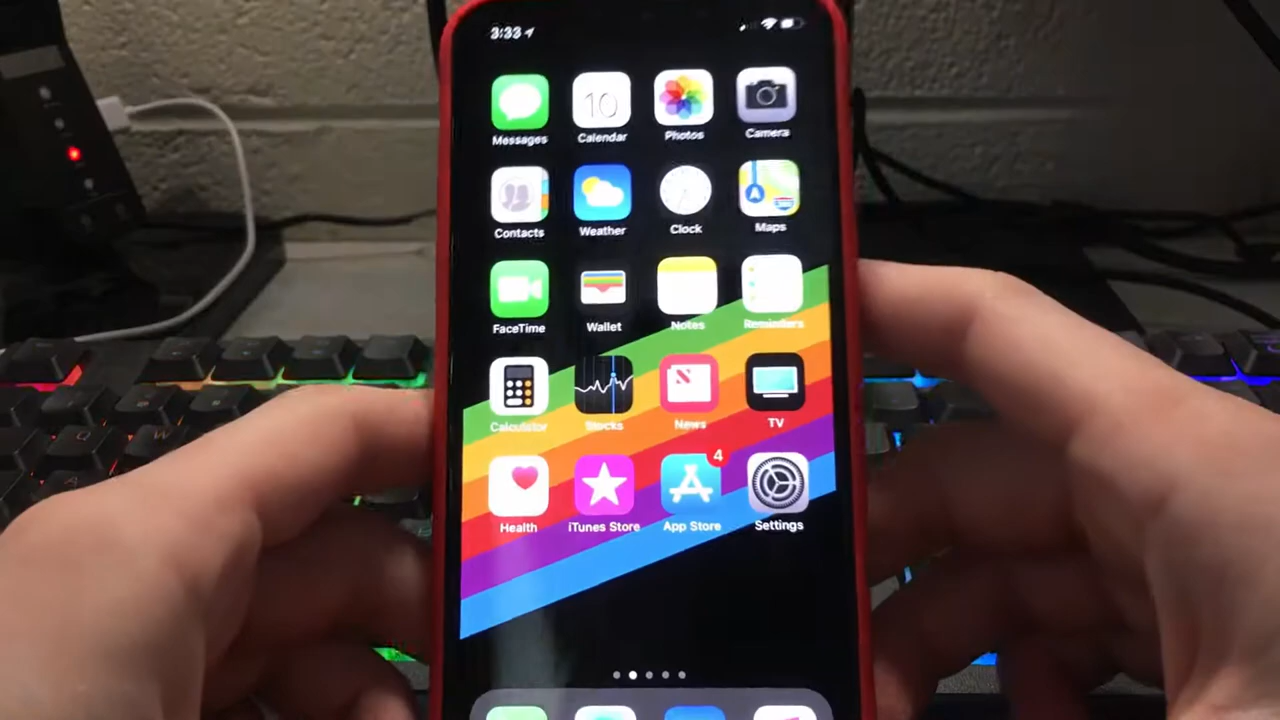 3:33
Messages Calendar Photos Camera
10
Contacts Weather Clock Maps
FaceTime Wallet Notes Reminders
Calculator Stocks News TV
4
Health iTunes Store App Store Settings
Q W
A